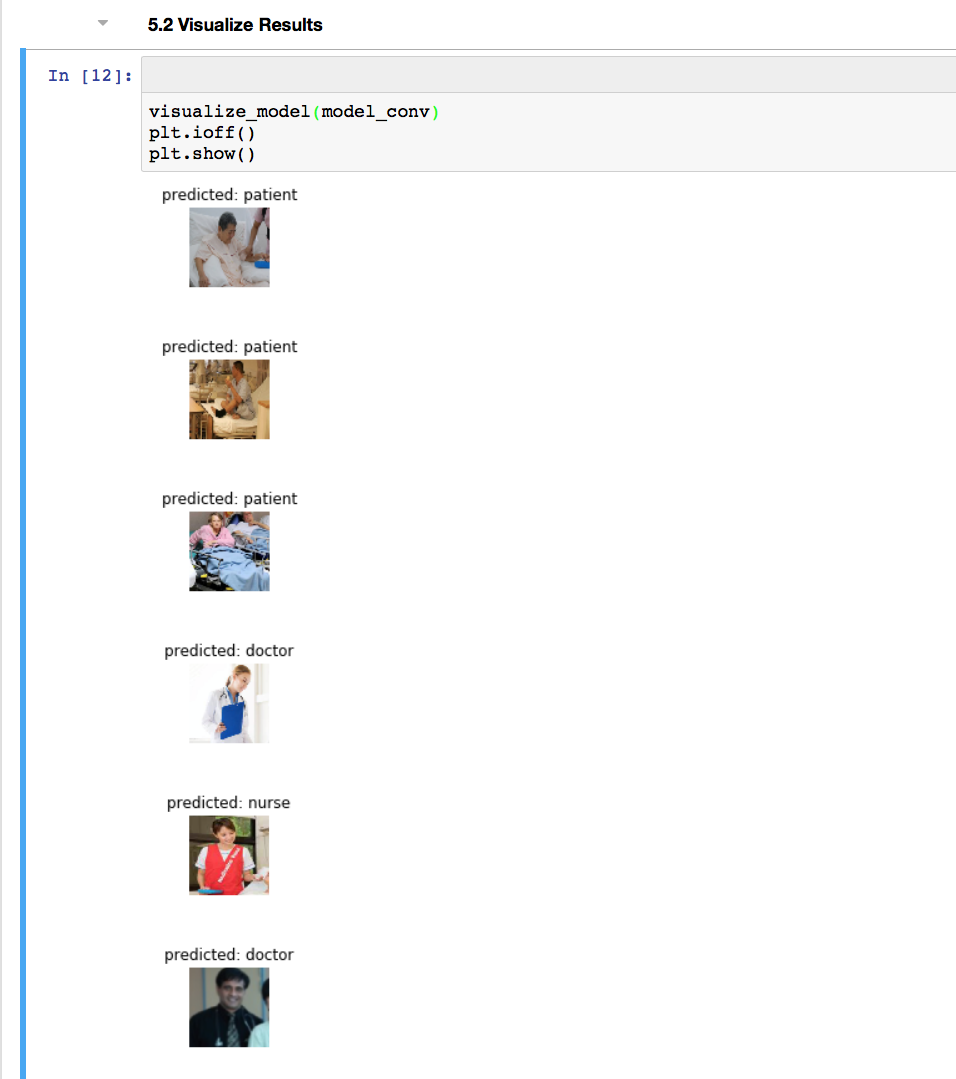 5.2 Visualize Results
In [12]:
visualize_model(model_conv)
plt.ioff()
plt.show()
predicted: patient
predicted: patient
predicted: patient
predicted: doctor
predicted: nurse
predicted: doctor